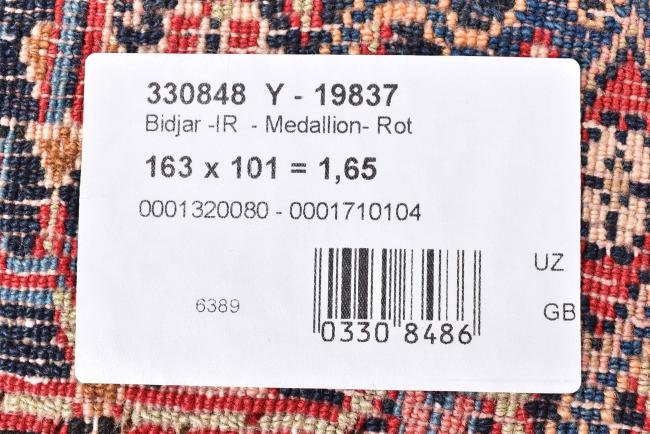 330848 Y - 19837
Bidjar -IR - Medallion- Rot
163 x 101 = 1,65
0001320080 - 0001710104
UZ
6389
GB
0330 8486